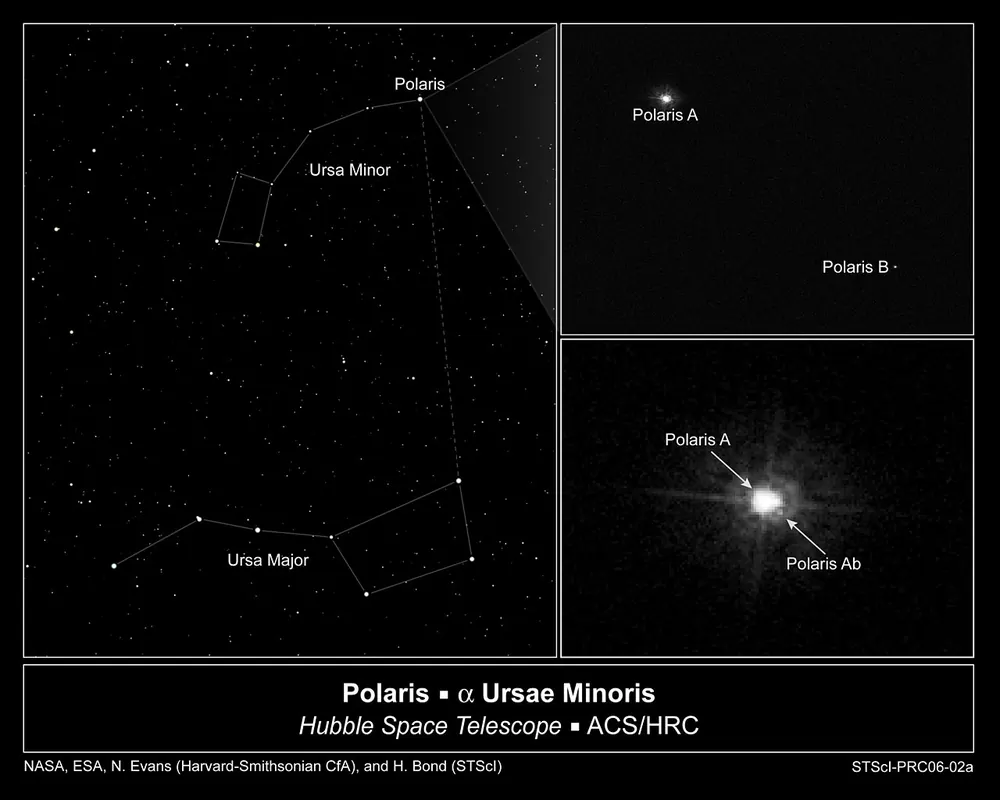 Polaris
Ursa Minor
Ursa Major
Polaris A
Polaris B
Polaris A
Polaris Ab
Polaris ▪ α Ursae Minoris
Hubble Space Telescope ▪ ACS/HRC
NASA, ESA, N. Evans (Harvard-Smithsonian CfA), and H. Bond (STScI)
STScI-PRC06-02a